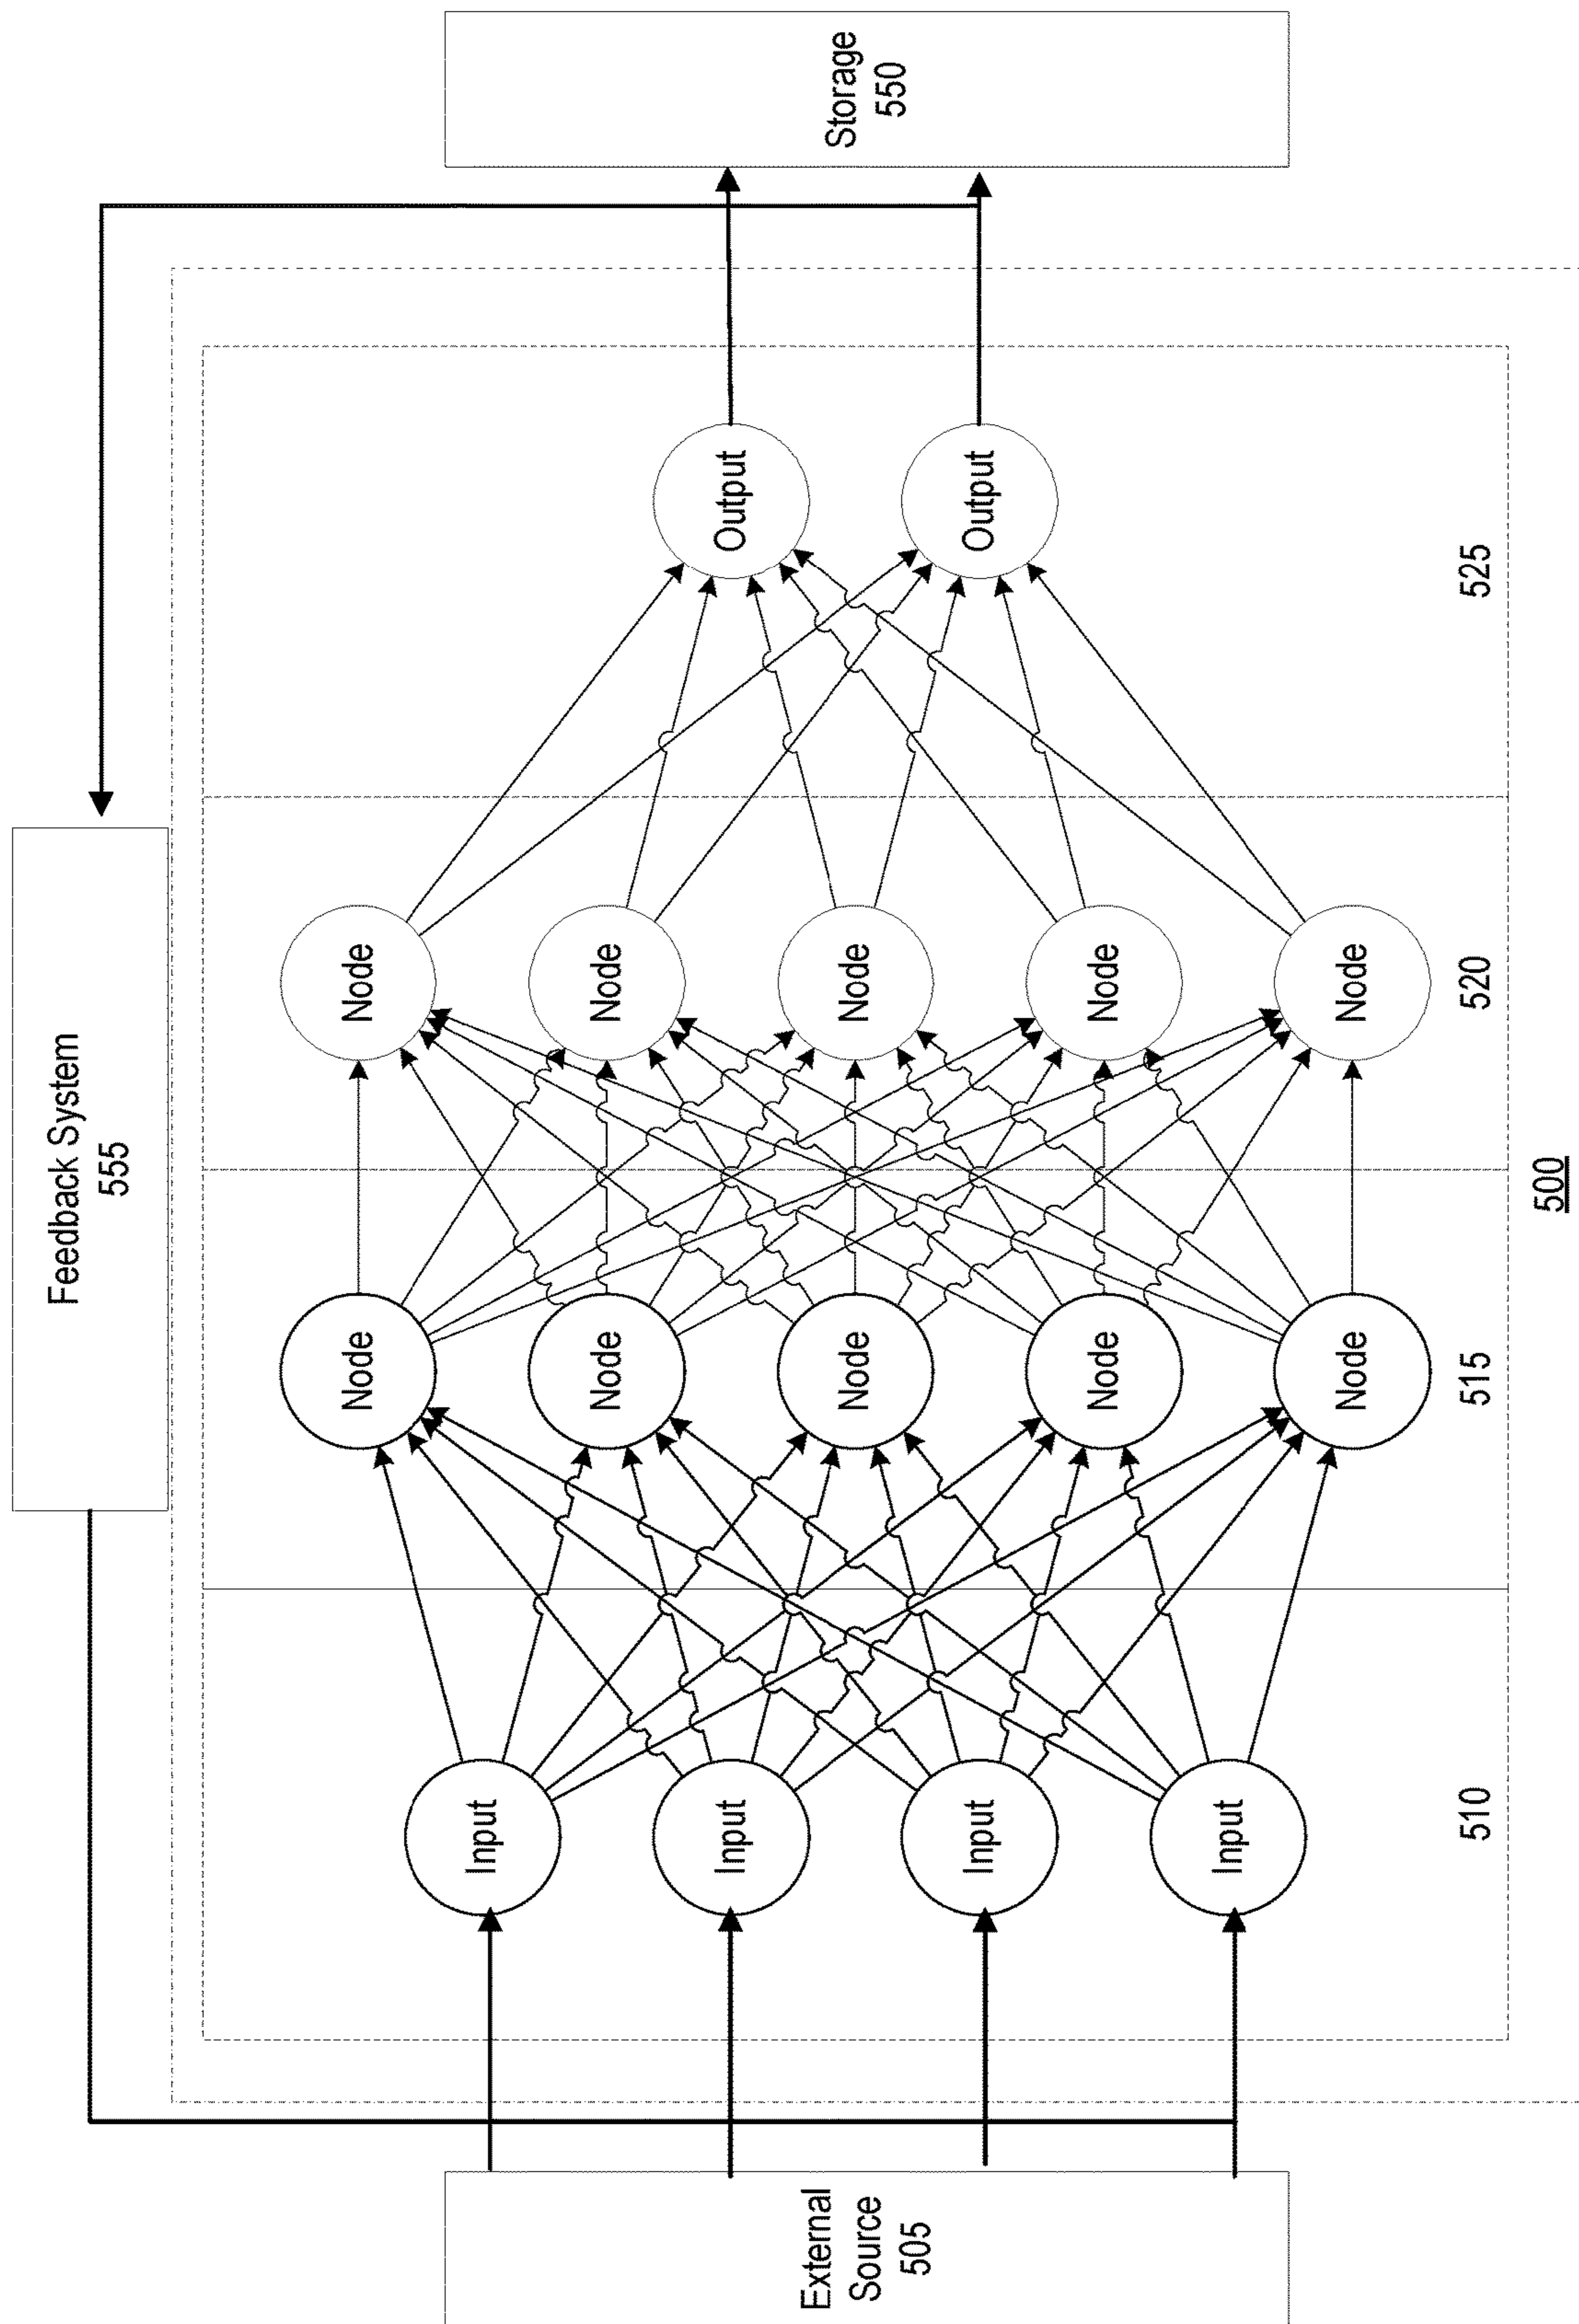 Feedback System
555
External
Source
505
Input
Input
Input
Input
510
Node
Node
Node
Node
Node
515
Node
Node
Node
Node
Node
520
Output
Output
525
Storage
550
500